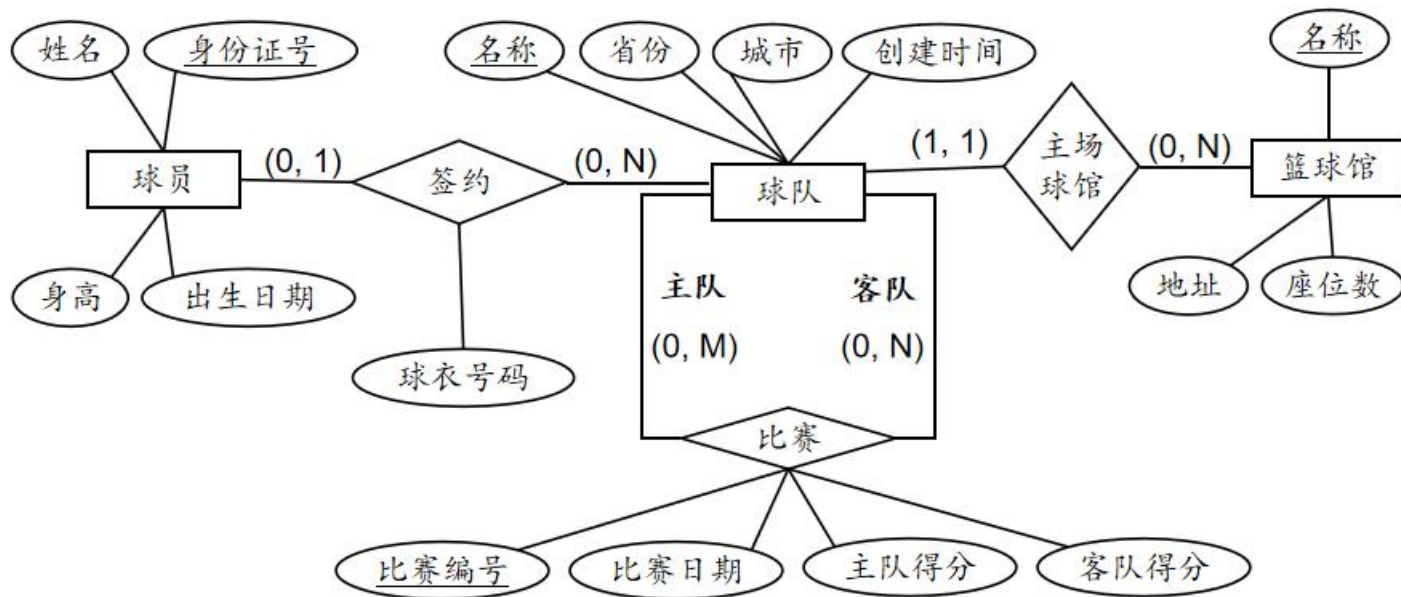 姓名
身份证号
名称
省份
城市
创建时间
名称
球员
(0, 1)
签约
(0, N)
球队
(1, 1)
主场
球馆
(0, N)
篮球馆
身高
出生日期
球衣号码
主队
(0, M)
客队
(0, N)
地址
座位数
比赛
比赛编号
比赛日期
主队得分
客队得分